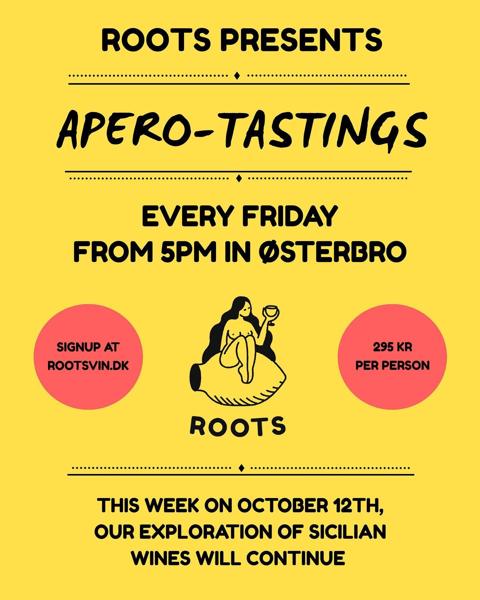 ROOTS PRESENTS
APERO-TASTINGS
EVERY FRIDAY
FROM 5PM IN ØSTERBRO
SIGNUP AT
ROOTSVIN.DK
295 KR
PER PERSON
ROOTS
THIS WEEK ON OCTOBER 12TH,
OUR EXPLORATION OF SICILIAN
WINES WILL CONTINUE